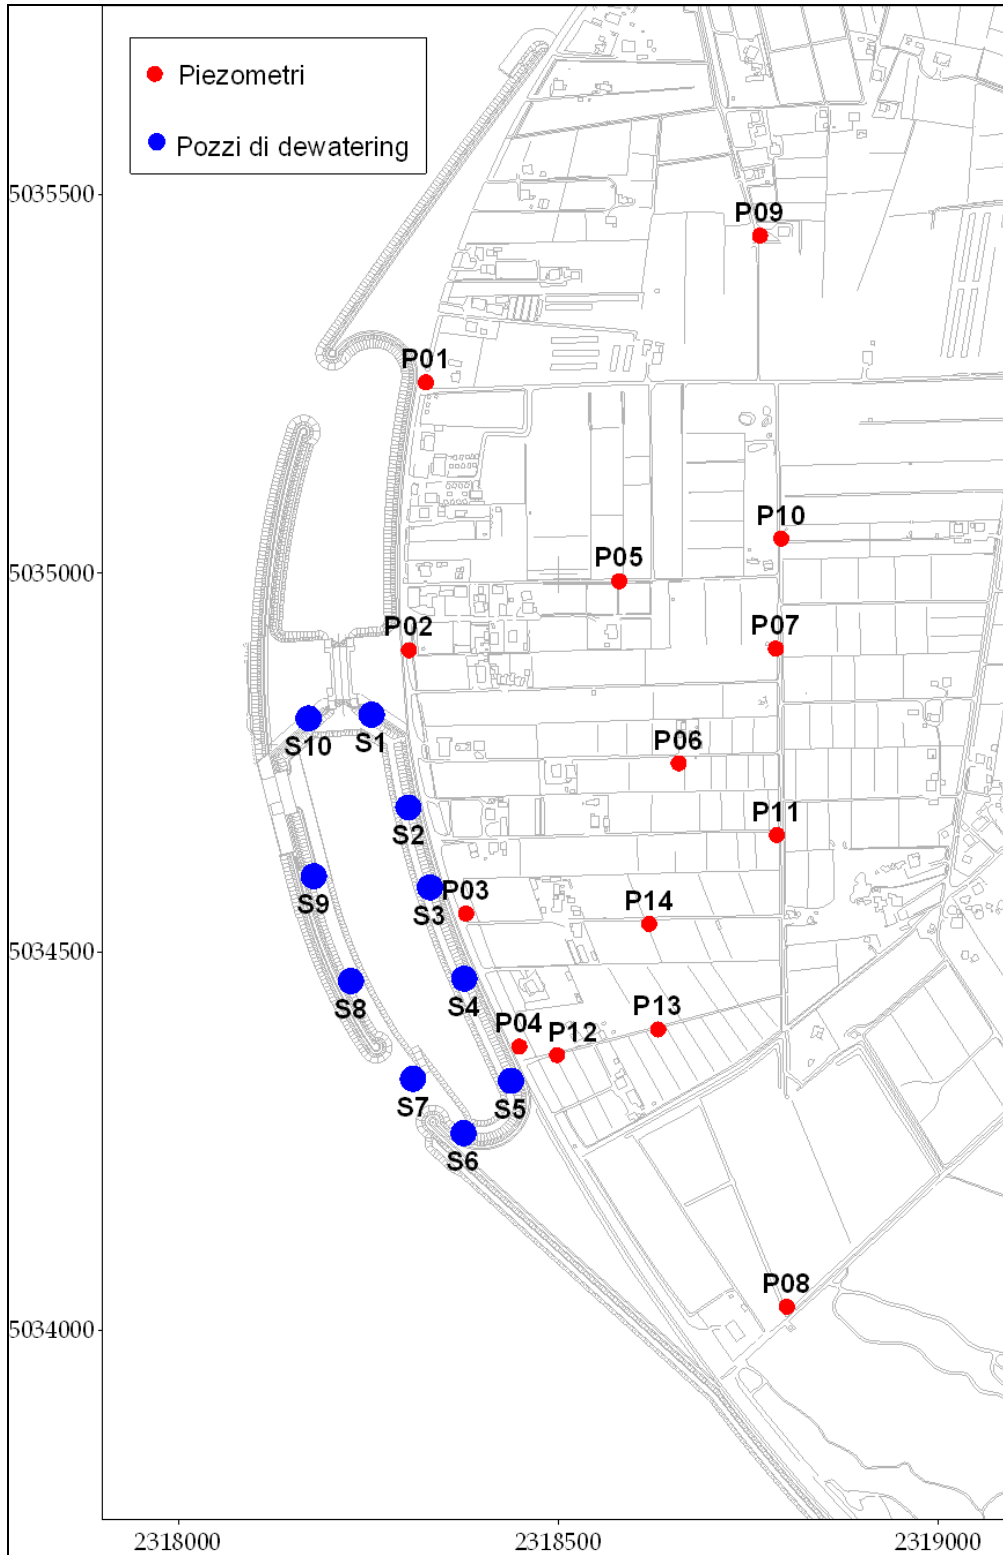 Piezometri
Pozzi di dewatering
5035500
P09
P01
P10
P05
5035000
P02
P07
S10
S1
P06
S2
P11
P03
S9
S3
P14
5034500
S8
S4
P13
P04
P12
S7
S5
S6
P08
5034000
2318000
2318500
2319000